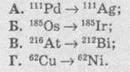 А. ¹¹¹Pd → ¹¹¹Ag;
Б. ¹⁸⁵Os → ¹⁸⁵Ir;
В. ²¹⁶At → ²¹²Bi;
Г. ⁶²Cu → ⁶²Ni.